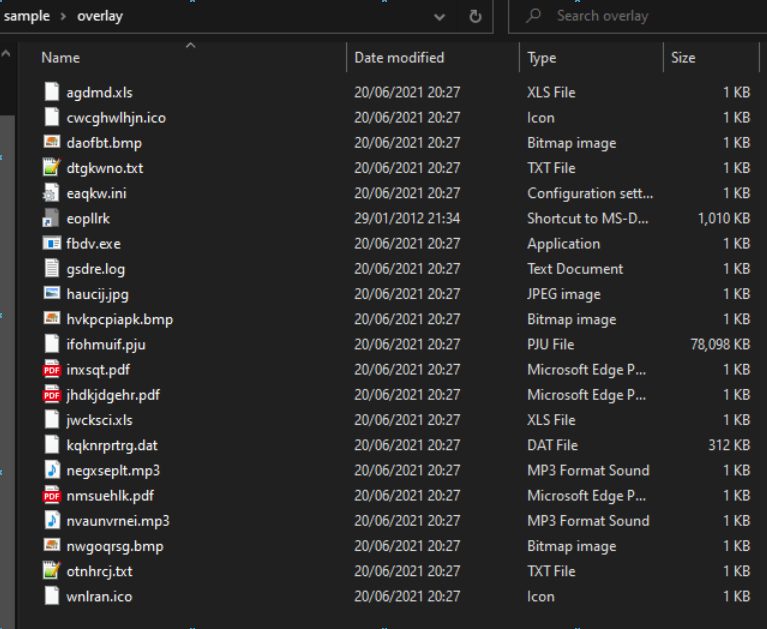 sample > overlay Search overlay
Name Date modified Type Size
agdmd.xls 20/06/2021 20:27 XLS File 1 KB
cwcghwlhjn.ico 20/06/2021 20:27 Icon 1 KB
daofbt.bmp 20/06/2021 20:27 Bitmap image 1 KB
dtgkwno.txt 20/06/2021 20:27 TXT File 1 KB
eaqkw.ini 20/06/2021 20:27 Configuration sett... 1 KB
eopllrk 29/01/2012 21:34 Shortcut to MS-D... 1,010 KB
fbdv.exe 20/06/2021 20:27 Application 1 KB
gsdre.log 20/06/2021 20:27 Text Document 1 KB
haucij.jpg 20/06/2021 20:27 JPEG image 1 KB
hvkpcpiapk.bmp 20/06/2021 20:27 Bitmap image 1 KB
ifohmuif.pju 20/06/2021 20:27 PJU File 78,098 KB
PDF inxsqt.pdf 20/06/2021 20:27 Microsoft Edge P... 1 KB
PDF jhdkjdgehr.pdf 20/06/2021 20:27 Microsoft Edge P... 1 KB
jwcksci.xls 20/06/2021 20:27 XLS File 1 KB
kqknrprtrg.dat 20/06/2021 20:27 DAT File 312 KB
negxseplt.mp3 20/06/2021 20:27 MP3 Format Sound 1 KB
PDF nmsuehlk.pdf 20/06/2021 20:27 Microsoft Edge P... 1 KB
nvaunvrnei.mp3 20/06/2021 20:27 MP3 Format Sound 1 KB
nwgoqrsg.bmp 20/06/2021 20:27 Bitmap image 1 KB
otnhrcj.txt 20/06/2021 20:27 TXT File 1 KB
wnlran.ico 20/06/2021 20:27 Icon 1 KB